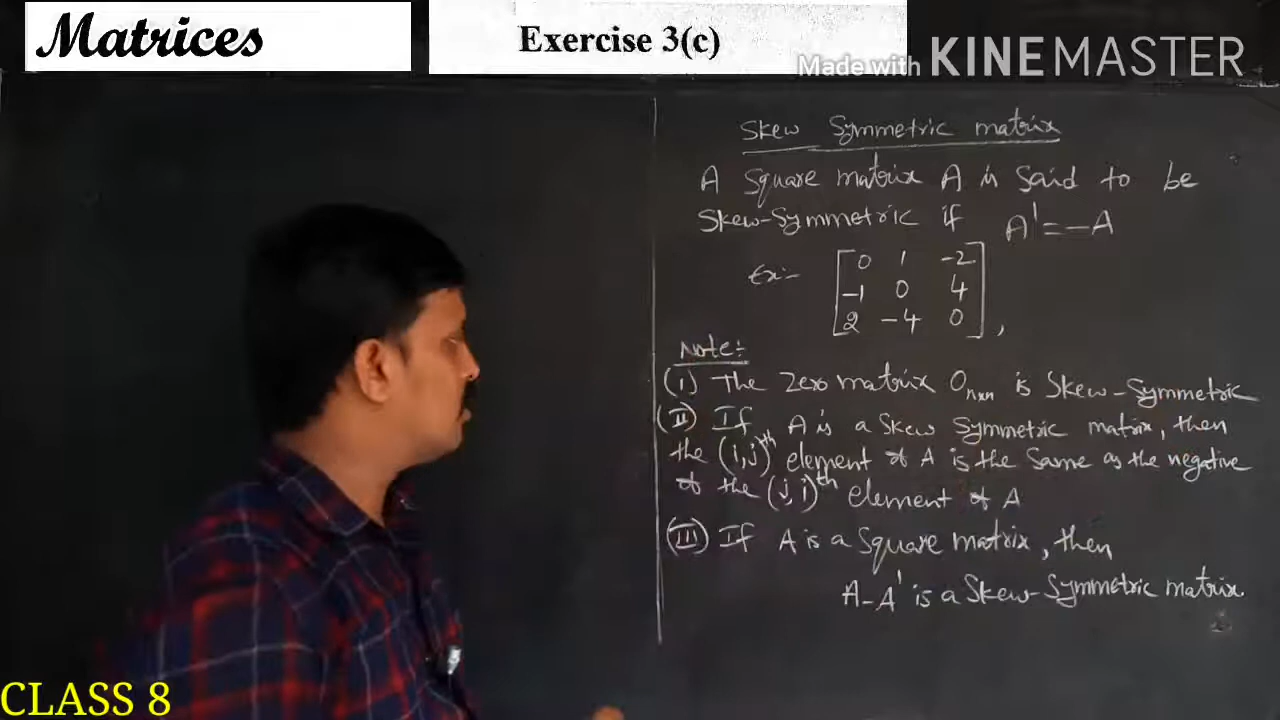 Matrices
Exercise 3(c)
Made with KINEMASTER
Skew Symmetric matrix
A Square matrix A is Said to be
Skew-Symmetric if A' = -A
Ex:-
0 1 -2
-1 0 4
2 -4 0 ,
Note:-
(I) The Zero matrix O_{n×n} is Skew-Symmetric
(II) If A is a Skew Symmetric matrix, then
the (i,j)^{th} element of A is the Same as the negative
of the (j,i)^{th} element of A
(III) If A is a Square matrix, then
A-A' is a Skew-Symmetric matrix
CLASS 8